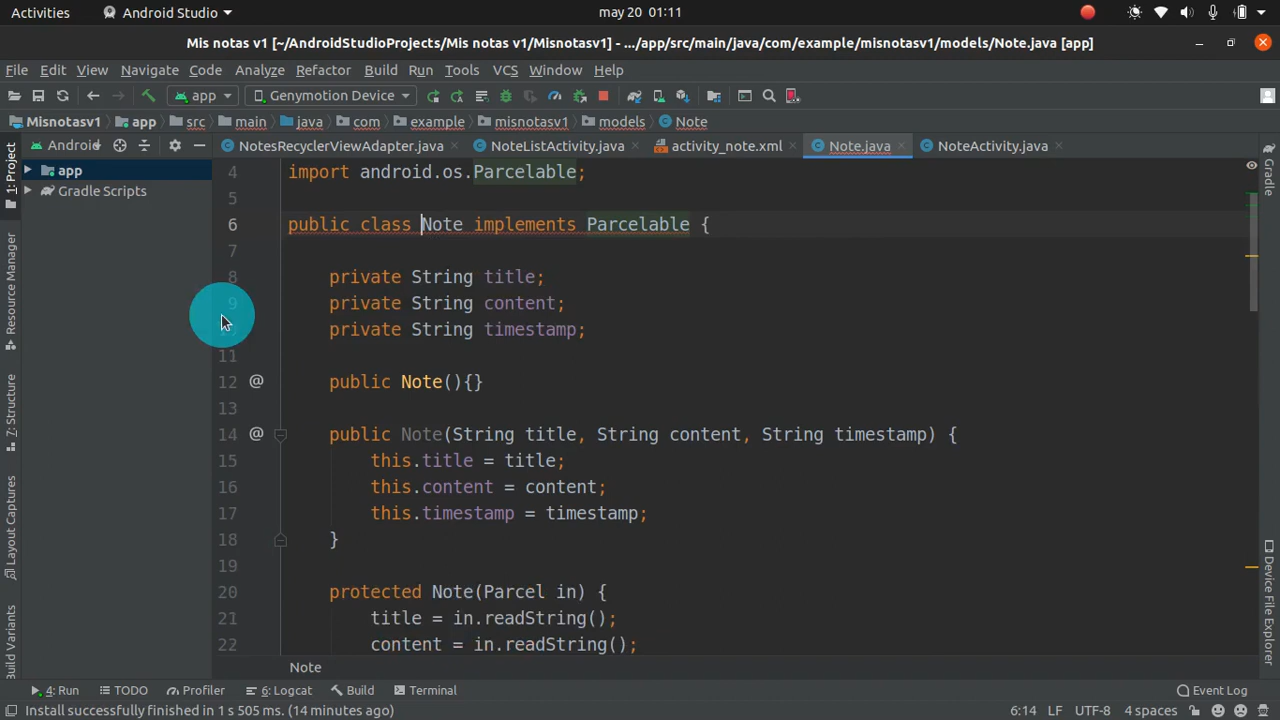 Activities Android Studio may 20 01:11
Mis notas v1 [~/AndroidStudioProjects/Mis notas v1/Misnotasv1] - .../app/src/main/java/com/example/misnotasv1/models/Note.java [app]
File Edit View Navigate Code Analyze Refactor Build Run Tools VCS Window Help
app Genymotion Device
Misnotasv1 app src main java com example misnotasv1 models Note
Android NotesRecyclerViewAdapter.java NoteListActivity.java activity_note.xml Note.java NoteActivity.java
1: Project
Resource Manager
7: Structure
Layout Captures
Build Variants
app
Gradle Scripts
4 import android.os.Parcelable;
5
6 public class Note implements Parcelable {
7
8 private String title;
9 private String content;
private String timestamp;
11
12 @ public Note(){}
13
14 @ public Note(String title, String content, String timestamp) {
15 this.title = title;
16 this.content = content;
17 this.timestamp = timestamp;
18 }
19
20 protected Note(Parcel in) {
21 title = in.readString();
22 content = in.readString();
Note
Gradle
Device File Explorer
4: Run TODO Profiler 6: Logcat Build Terminal Event Log
Install successfully finished in 1 s 505 ms. (14 minutes ago) 6:14 LF UTF-8 4 spaces